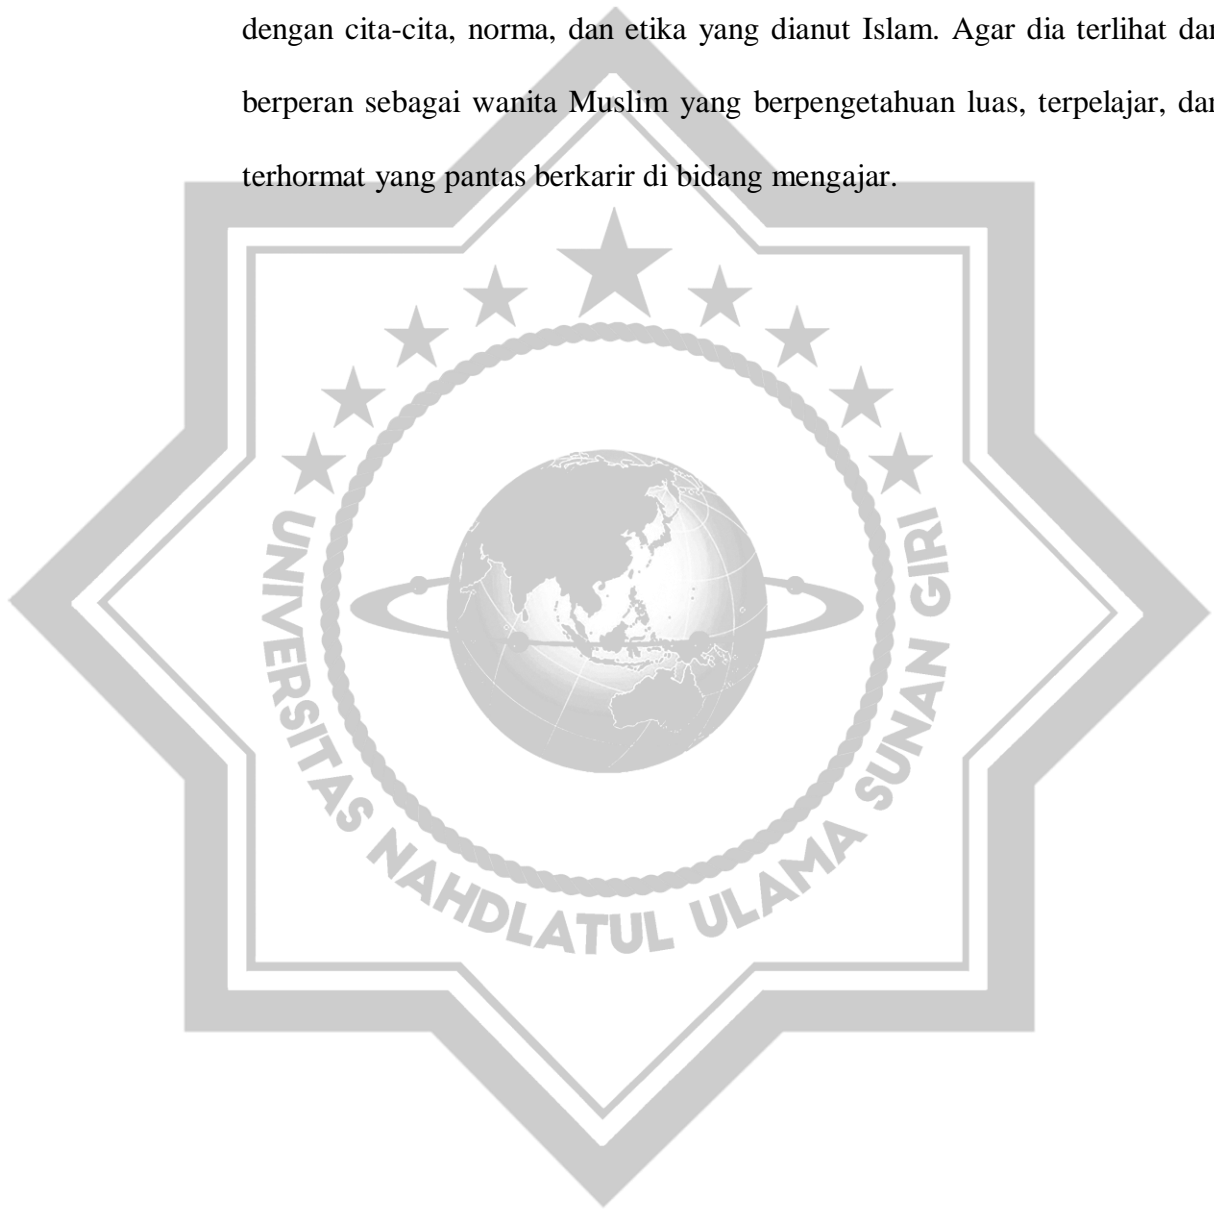 dengan cita-cita, norma, dan etika yang dianut Islam. Agar dia terlihat dan
berperan sebagai wanita Muslim yang berpengetahuan luas, terpelajar, dan
terhormat yang pantas berkarir di bidang mengajar.
UNIVERSITAS NAHDLATUL ULAMA SUNAN GIRI